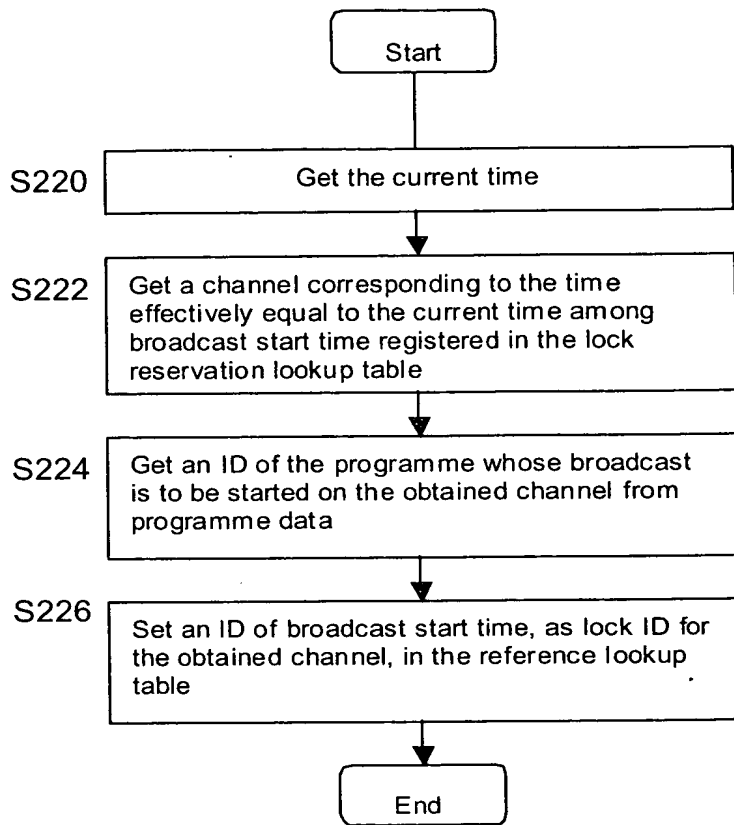 Start
S220
Get the current time
S222
Get a channel corresponding to the time
effectively equal to the current time among
broadcast start time registered in the lock
reservation lookup table
S224
Get an ID of the programme whose broadcast
is to be started on the obtained channel from
programme data
S226
Set an ID of broadcast start time, as lock ID for
the obtained channel, in the reference lookup
table
End